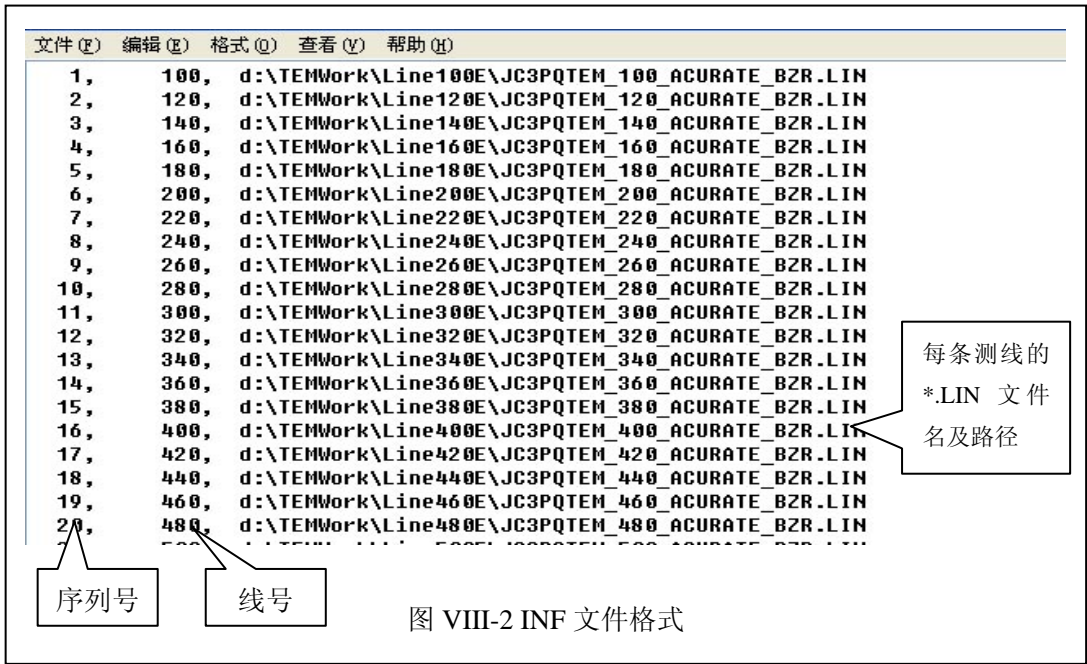 文件(F) 编辑(E) 格式(O) 查看(V) 帮助(H)
1, 100, d:\TEMWork\Line100E\JC3PQTEM_100_ACURATE_BZR.LIN
2, 120, d:\TEMWork\Line120E\JC3PQTEM_120_ACURATE_BZR.LIN
3, 140, d:\TEMWork\Line140E\JC3PQTEM_140_ACURATE_BZR.LIN
4, 160, d:\TEMWork\Line160E\JC3PQTEM_160_ACURATE_BZR.LIN
5, 180, d:\TEMWork\Line180E\JC3PQTEM_180_ACURATE_BZR.LIN
6, 200, d:\TEMWork\Line200E\JC3PQTEM_200_ACURATE_BZR.LIN
7, 220, d:\TEMWork\Line220E\JC3PQTEM_220_ACURATE_BZR.LIN
8, 240, d:\TEMWork\Line240E\JC3PQTEM_240_ACURATE_BZR.LIN
9, 260, d:\TEMWork\Line260E\JC3PQTEM_260_ACURATE_BZR.LIN
10, 280, d:\TEMWork\Line280E\JC3PQTEM_280_ACURATE_BZR.LIN
11, 300, d:\TEMWork\Line300E\JC3PQTEM_300_ACURATE_BZR.LIN
12, 320, d:\TEMWork\Line320E\JC3PQTEM_320_ACURATE_BZR.LIN
13, 340, d:\TEMWork\Line340E\JC3PQTEM_340_ACURATE_BZR.LIN
14, 360, d:\TEMWork\Line360E\JC3PQTEM_360_ACURATE_BZR.LIN
15, 380, d:\TEMWork\Line380E\JC3PQTEM_380_ACURATE_BZR.LIN
16, 400, d:\TEMWork\Line400E\JC3PQTEM_400_ACURATE_BZR.LIN
17, 420, d:\TEMWork\Line420E\JC3PQTEM_420_ACURATE_BZR.LIN
18, 440, d:\TEMWork\Line440E\JC3PQTEM_440_ACURATE_BZR.LIN
19, 460, d:\TEMWork\Line460E\JC3PQTEM_460_ACURATE_BZR.LIN
20, 480, d:\TEMWork\Line480E\JC3PQTEM_480_ACURATE_BZR.LIN
每条测线的
*.LIN 文件
名及路径
序列号
线号
图 VIII-2 INF 文件格式